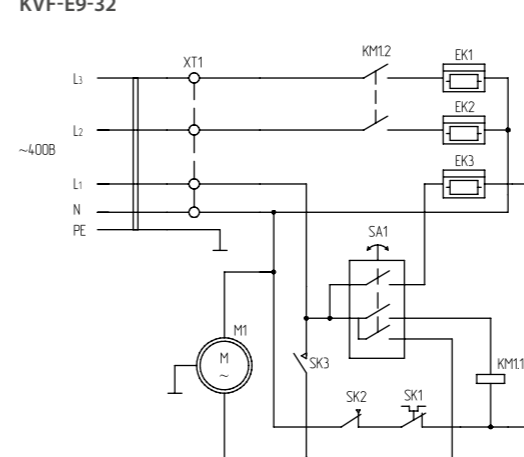 KVF-E9-32
XT1
KM1.2
EK1
L3
EK2
L2
~400В
EK3
L1
N
PE
SA1
M1
M
~
SK3
KM1.1
SK2
SK1